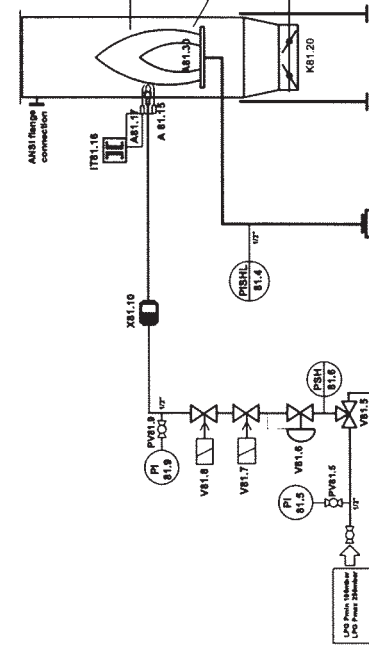 A81.30
K81.20
ANSI flange
connection
IT81.16
A81.17
A 81.15
X81.10
PISHL
81.4
1/2"
PV81.9
1/2"
PI
81.9
V81.8
V81.7
V81.6
PSH
81.6
V81.5
PI
81.5
PV81.5
1/2"
LPG Pmin 100mbar
LPG Pmax 250mbar